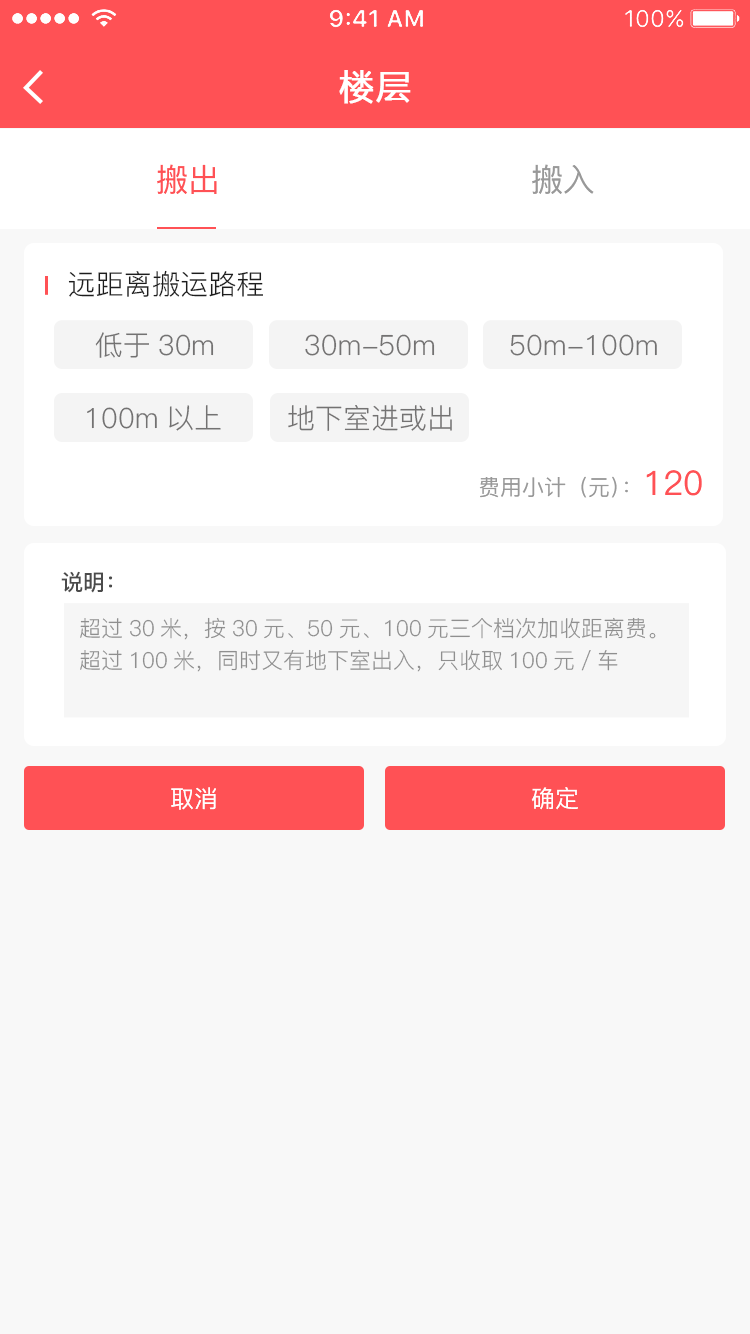 9:41 AM 100%
楼层
搬出 搬入
远距离搬运路程
低于 30m 30m-50m 50m-100m
100m 以上 地下室进或出
费用小计（元）：120
说明：
超过 30 米，按 30 元、50 元、100 元三个档次加收距离费。
超过 100 米，同时又有地下室出入，只收取 100 元 / 车
取消 确定